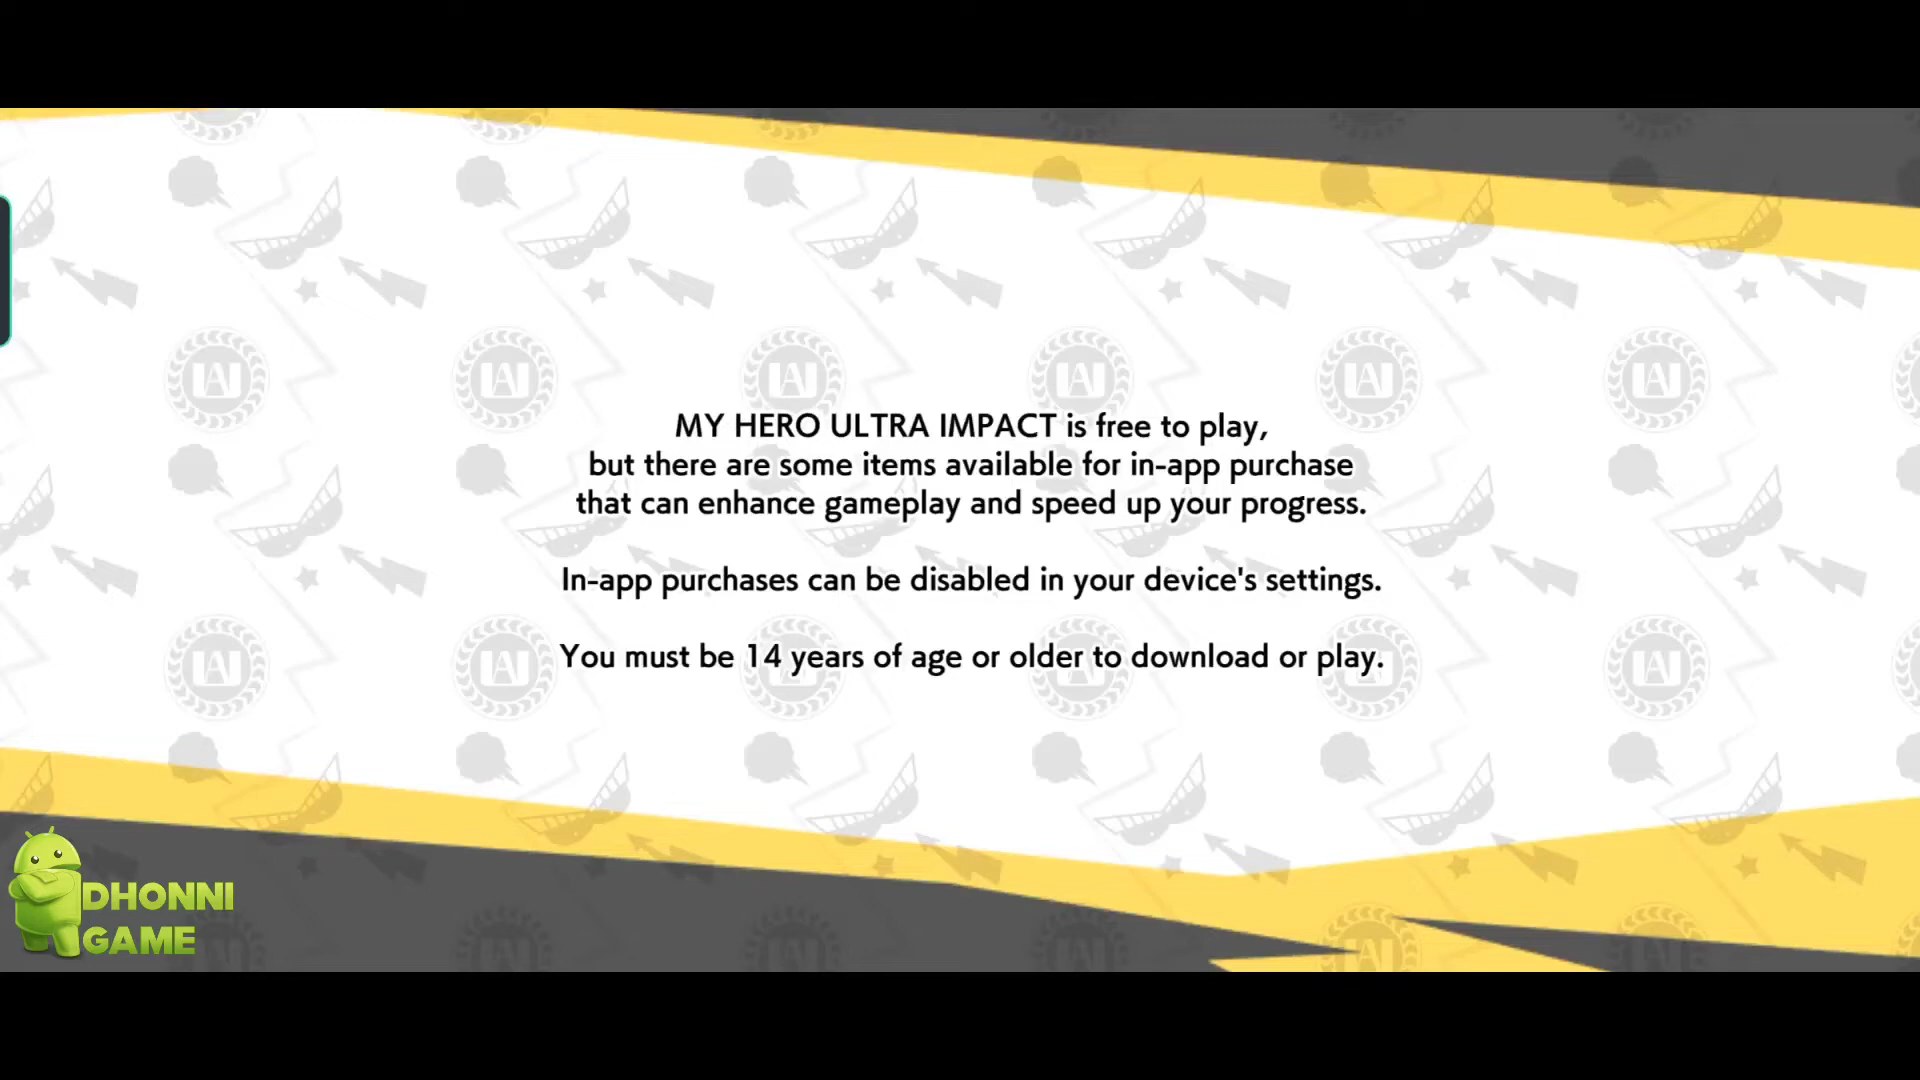 MY HERO ULTRA IMPACT is free to play,
but there are some items available for in-app purchase
that can enhance gameplay and speed up your progress.
In-app purchases can be disabled in your device's settings.
You must be 14 years of age or older to download or play.
DHONNI
GAME